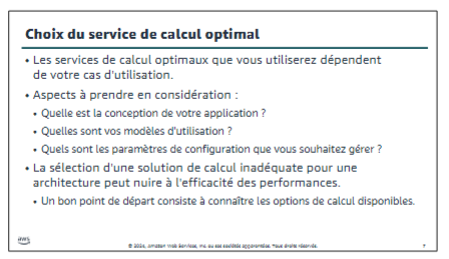 Choix du service de calcul optimal
• Les services de calcul optimaux que vous utiliserez dépendent
de votre cas d'utilisation.
• Aspects à prendre en considération :
• Quelle est la conception de votre application ?
• Quelles sont vos modèles d'utilisation ?
• Quels sont les paramètres de configuration que vous souhaitez gérer ?
• La sélection d'une solution de calcul inadéquate pour une
architecture peut nuire à l'efficacité des performances.
• Un bon point de départ consiste à connaître les options de calcul disponibles.
aws
© 2024, Amazon Web Services, Inc. ou ses sociétés apparentées. Tous droits réservés.
7